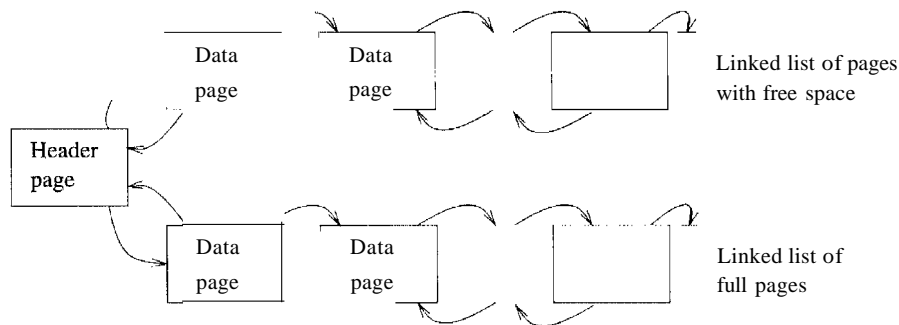 Data
page
Data
page
Linked list of pages
with free space
Header
page
Data
page
Data
page
Linked list of
full pages